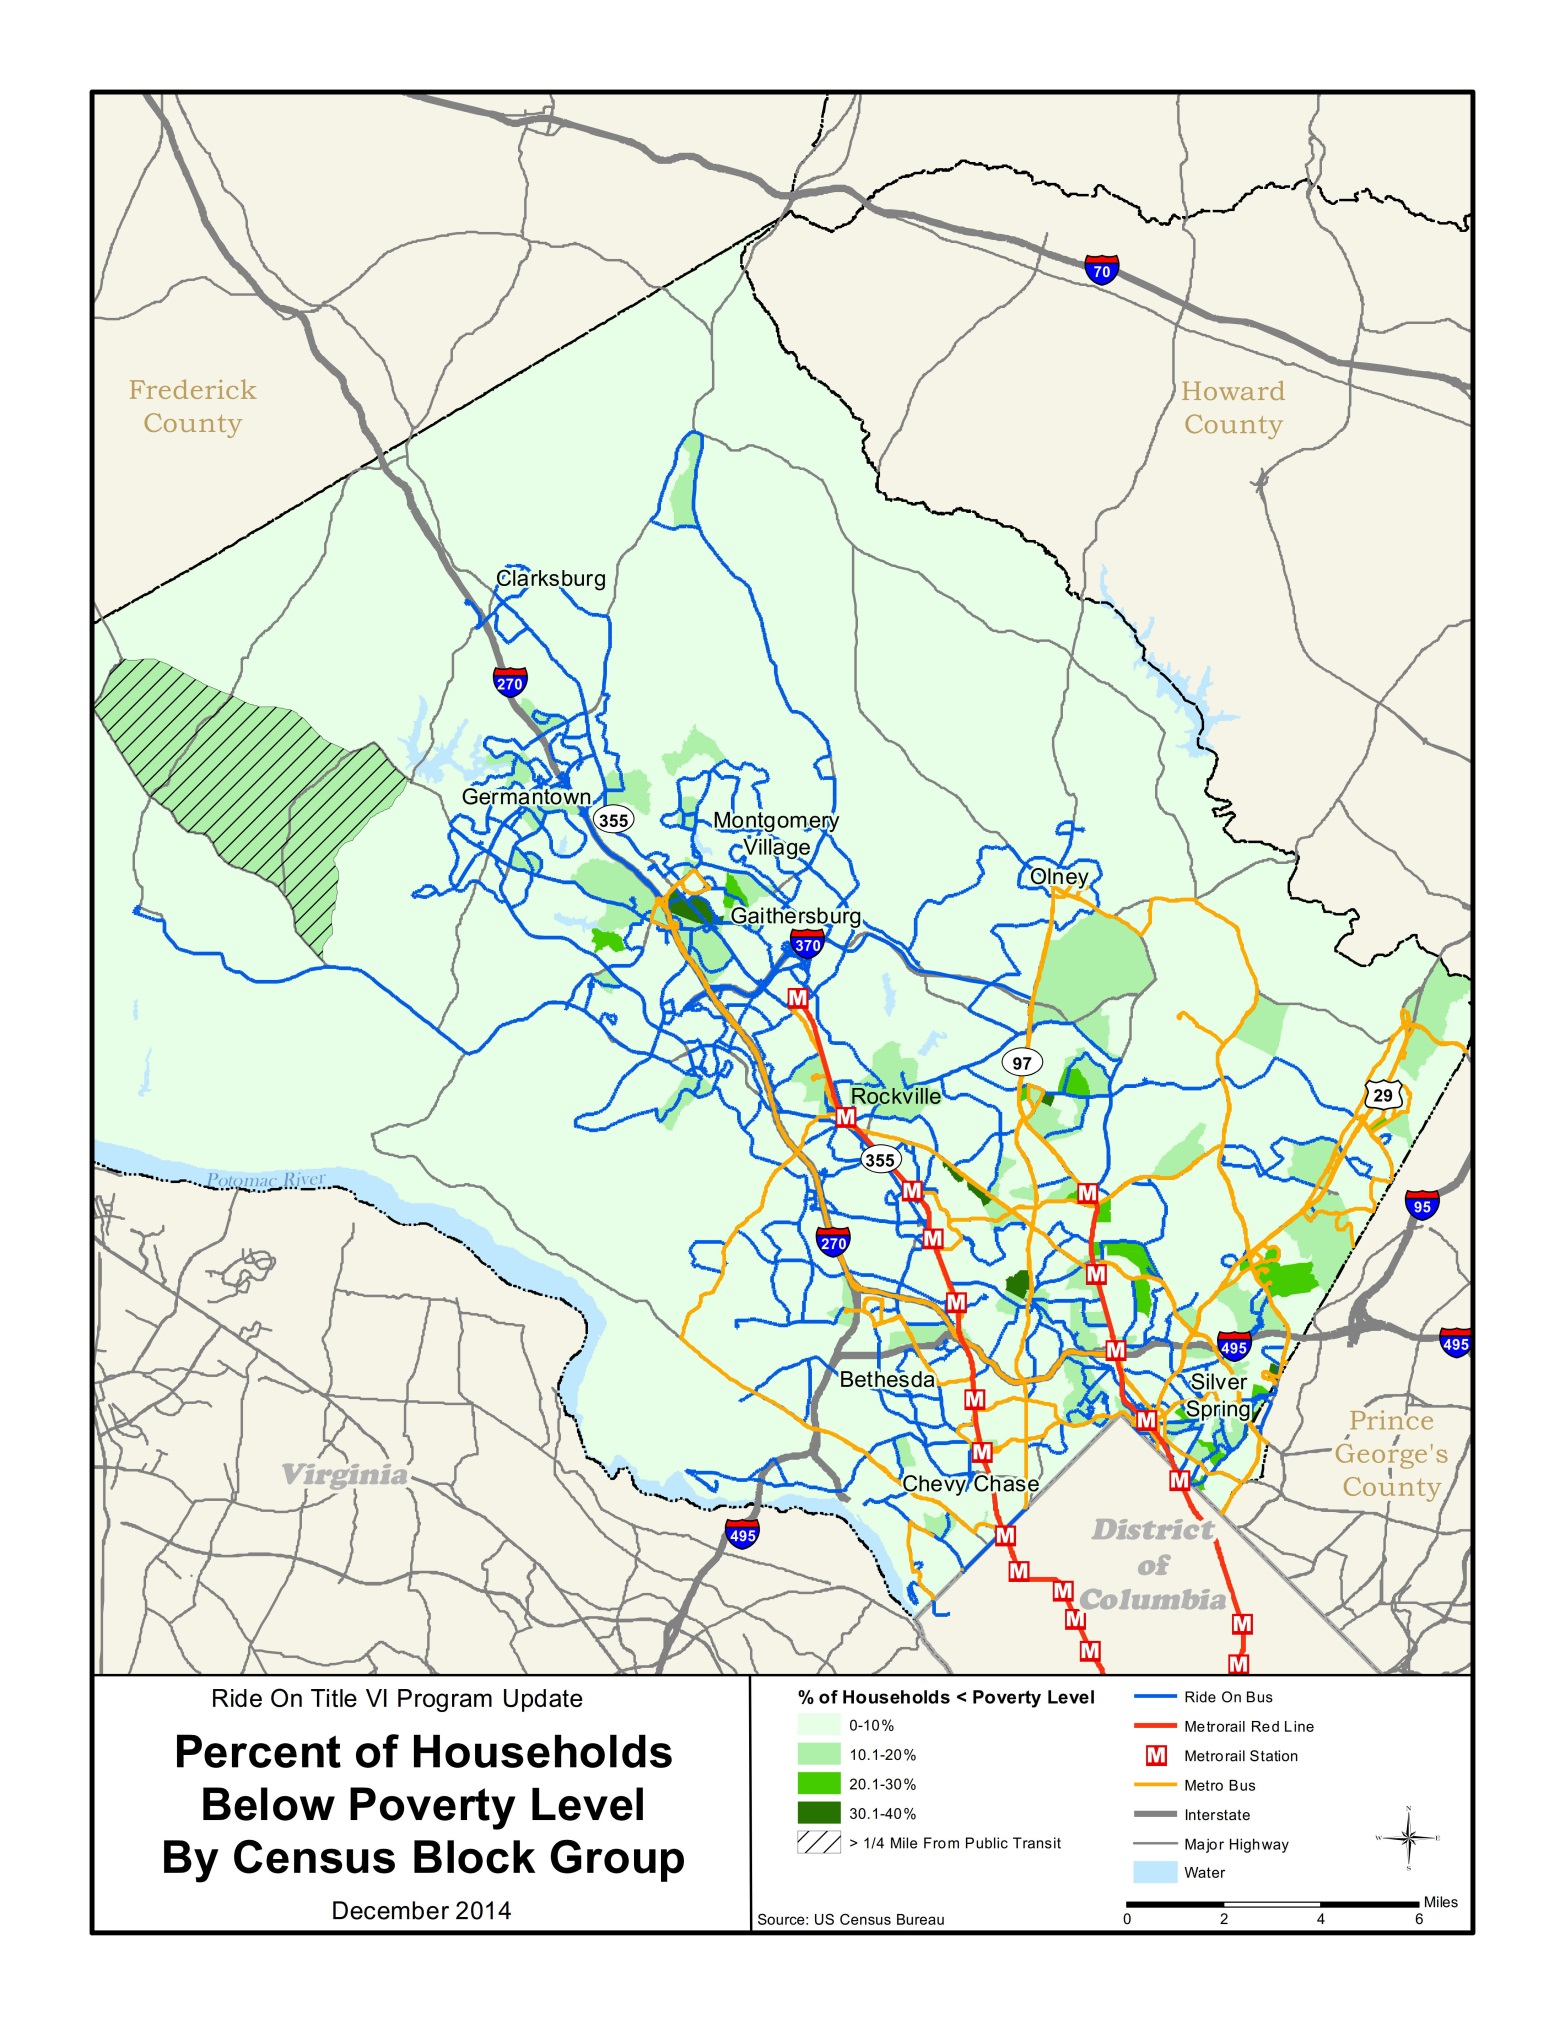 70
Frederick
County
Howard
County
Clarksburg
270
Germantown
355
Montgomery
Village
Olney
Gaithersburg
370
M
97
29
Rockville
M
355
Potomac River
M
M
95
270
M
M
M
M
495
495
Bethesda
Silver
Spring
M
M
M
Prince
George's
County
Virginia
M
M
Chevy Chase
495
M
District
of
Columbia
M
M
M
M
M
M
Ride On Title VI Program Update
Percent of Households
Below Poverty Level
By Census Block Group
December 2014
% of Households < Poverty Level
0-10%
10.1-20%
20.1-30%
30.1-40%
> 1/4 Mile From Public Transit
Source: US Census Bureau
Ride On Bus
Metrorail Red Line
M Metrorail Station
Metro Bus
Interstate
Major Highway
Water
N
W E
S
Miles
0 2 4 6